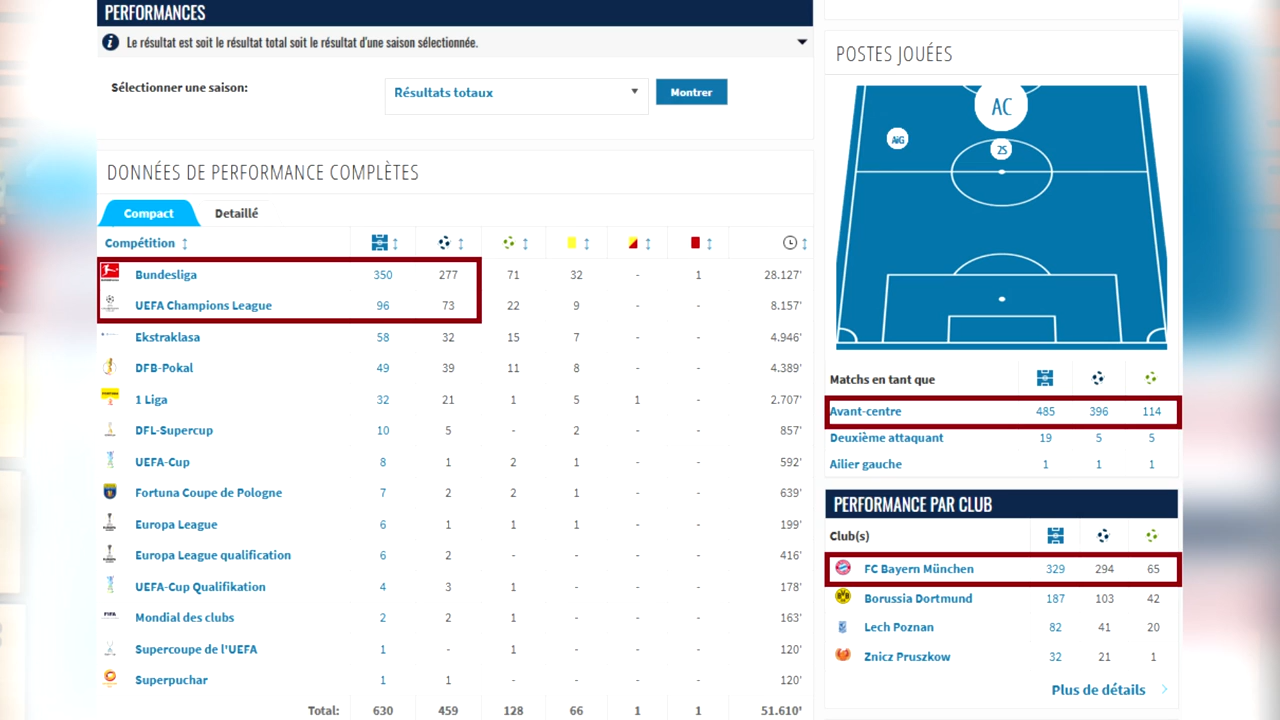 PERFORMANCES
Le résultat est soit le résultat total soit le résultat d'une saison sélectionnée.
Sélectionner une saison:
Résultats totaux
Montrer
DONNÉES DE PERFORMANCE COMPLÈTES
Compact Detaillé
Compétition
Bundesliga 350 277 71 32 - 1 28.127'
UEFA Champions League 96 73 22 9 - - 8.157'
Ekstraklasa 58 32 15 7 - - 4.946'
DFB-Pokal 49 39 11 8 - - 4.389'
1 Liga 32 21 1 5 1 - 2.707'
DFL-Supercup 10 5 - 2 - - 857'
UEFA-Cup 8 1 2 1 - - 592'
Fortuna Coupe de Pologne 7 2 2 1 - - 639'
Europa League 6 1 1 1 - - 199'
Europa League qualification 6 2 - - - - 416'
UEFA-Cup Qualifikation 4 3 1 - - - 178'
Mondial des clubs 2 2 1 - - - 163'
Supercoupe de l'UEFA 1 - 1 - - - 120'
Superpuchar 1 1 - - - - 120'
Total: 630 459 128 66 1 1 51.610'
POSTES JOUÉES
AC
AiG
2S
Matchs en tant que
Avant-centre 485 396 114
Deuxième attaquant 19 5 5
Ailier gauche 1 1 1
PERFORMANCE PAR CLUB
Club(s)
FC Bayern München 329 294 65
Borussia Dortmund 187 103 42
Lech Poznan 82 41 20
Znicz Pruszkow 32 21 1
Plus de détails